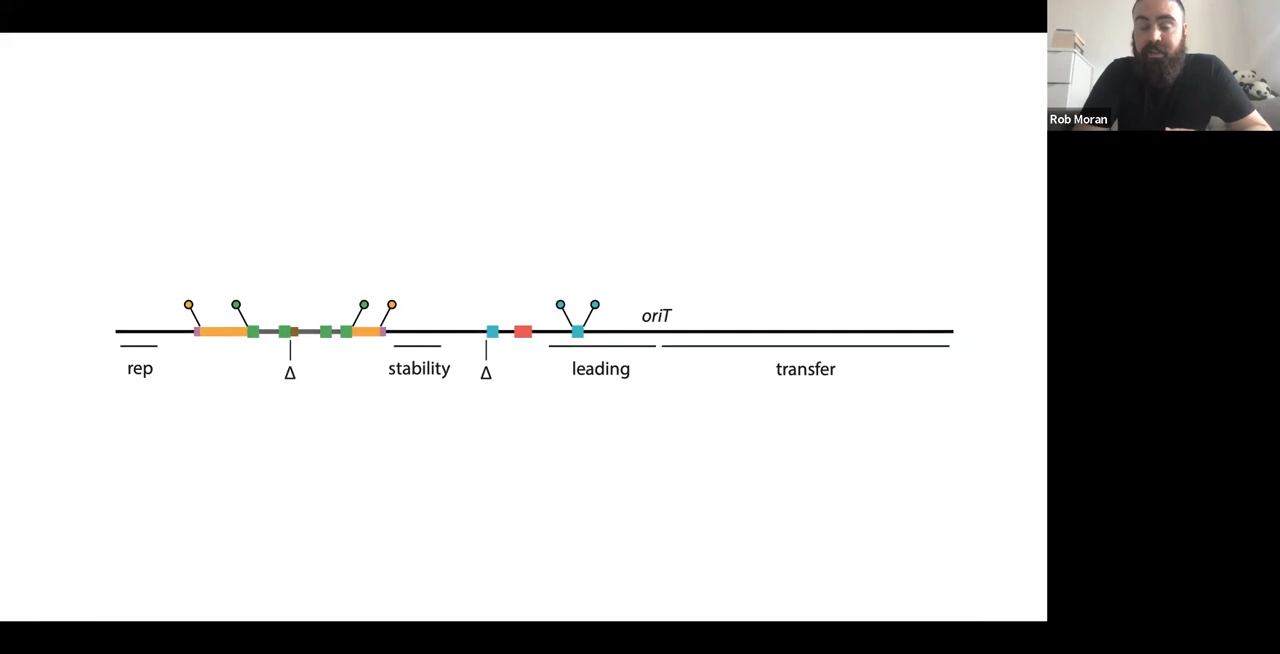 Rob Moran
oriT
rep
Δ
stability
Δ
leading
transfer